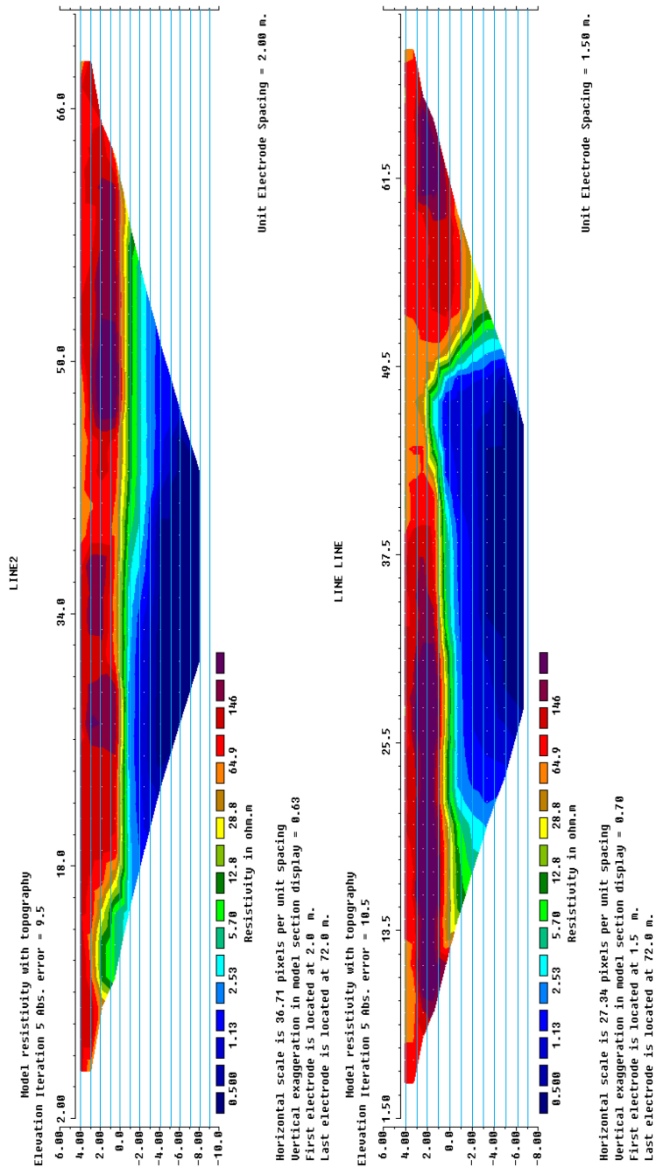 LINE2
Model resistivity with topography
Elevation Iteration 5 Abs. error = 9.5
2.00 18.0 34.0 50.0 66.0
6.00
4.00
2.00
0.0
-2.00
-4.00
-6.00
-8.00
-10.0
0.500 1.13 2.53 5.70 12.8 28.8 64.9 146
Resistivity in ohm.m
Unit Electrode Spacing = 2.00 m.
Horizontal scale is 36.71 pixels per unit spacing
Vertical exaggeration in model section display = 0.63
First electrode is located at 2.0 m.
Last electrode is located at 72.0 m.
LINE LINE
Model resistivity with topography
Elevation Iteration 5 Abs. error = 10.5
1.50 13.5 25.5 37.5 49.5 61.5
6.00
4.00
2.00
0.00
-2.00
-4.00
-6.00
-8.00
0.500 1.13 2.53 5.70 12.8 28.8 64.9 146
Resistivity in ohm.m
Unit Electrode Spacing = 1.50 m.
Horizontal scale is 27.34 pixels per unit spacing
Vertical exaggeration in model section display = 0.70
First electrode is located at 1.5 m.
Last electrode is located at 72.0 m.